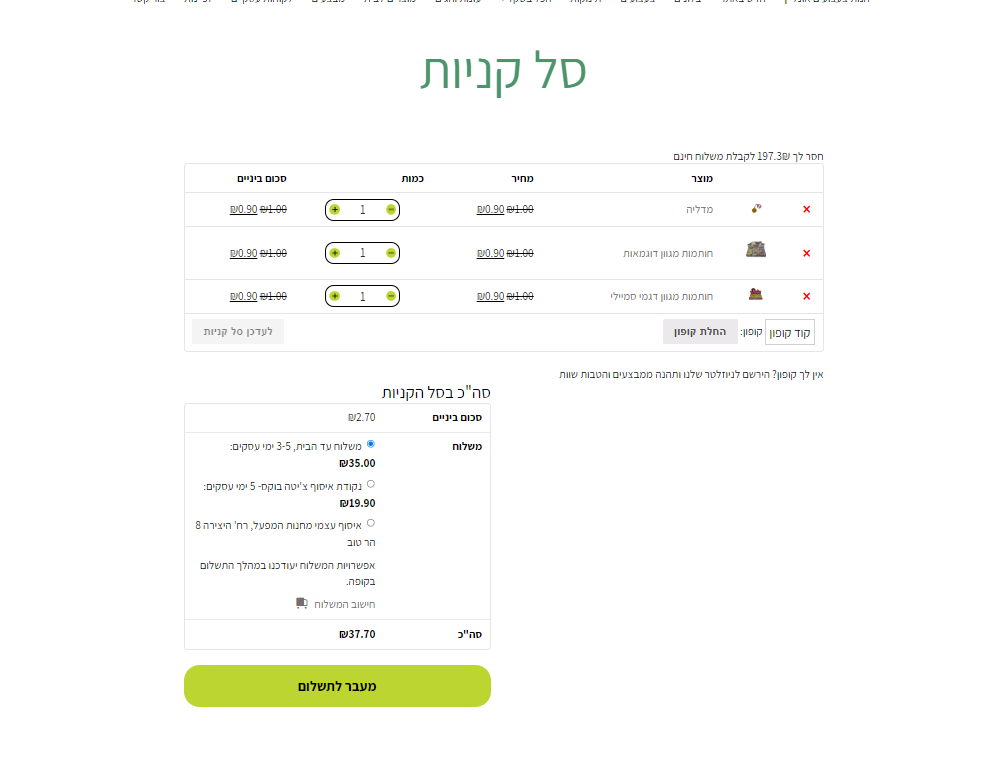 סל קניות
חסר לך ₪197.3 לקבלת משלוח חינם
מוצר מחיר כמות סכום ביניים
× מדליה ₪1.00 ₪0.90 − 1 + ₪1.00 ₪0.90
× חותמות מגוון דוגמאות ₪1.00 ₪0.90 − 1 + ₪1.00 ₪0.90
× חותמות מגוון דגמי סמיילי ₪1.00 ₪0.90 − 1 + ₪1.00 ₪0.90
קוד קופון קופון: החלת קופון לעדכן סל קניות
אין לך קופון? הירשם לניוזלטר שלנו ותהנה ממבצעים והטבות שוות
סה"כ בסל הקניות
סכום ביניים ₪2.70
משלוח משלוח עד הבית, 3-5 ימי עסקים:
₪35.00
נקודת איסוף צ'יטה בוקס- 5 ימי עסקים:
₪19.90
איסוף עצמי מחנות המפעל, רח' היצירה 8
הר טוב
אפשרויות המשלוח יעודכנו במהלך התשלום
בקופה.
חישוב המשלוח
סה"כ ₪37.70
מעבר לתשלום